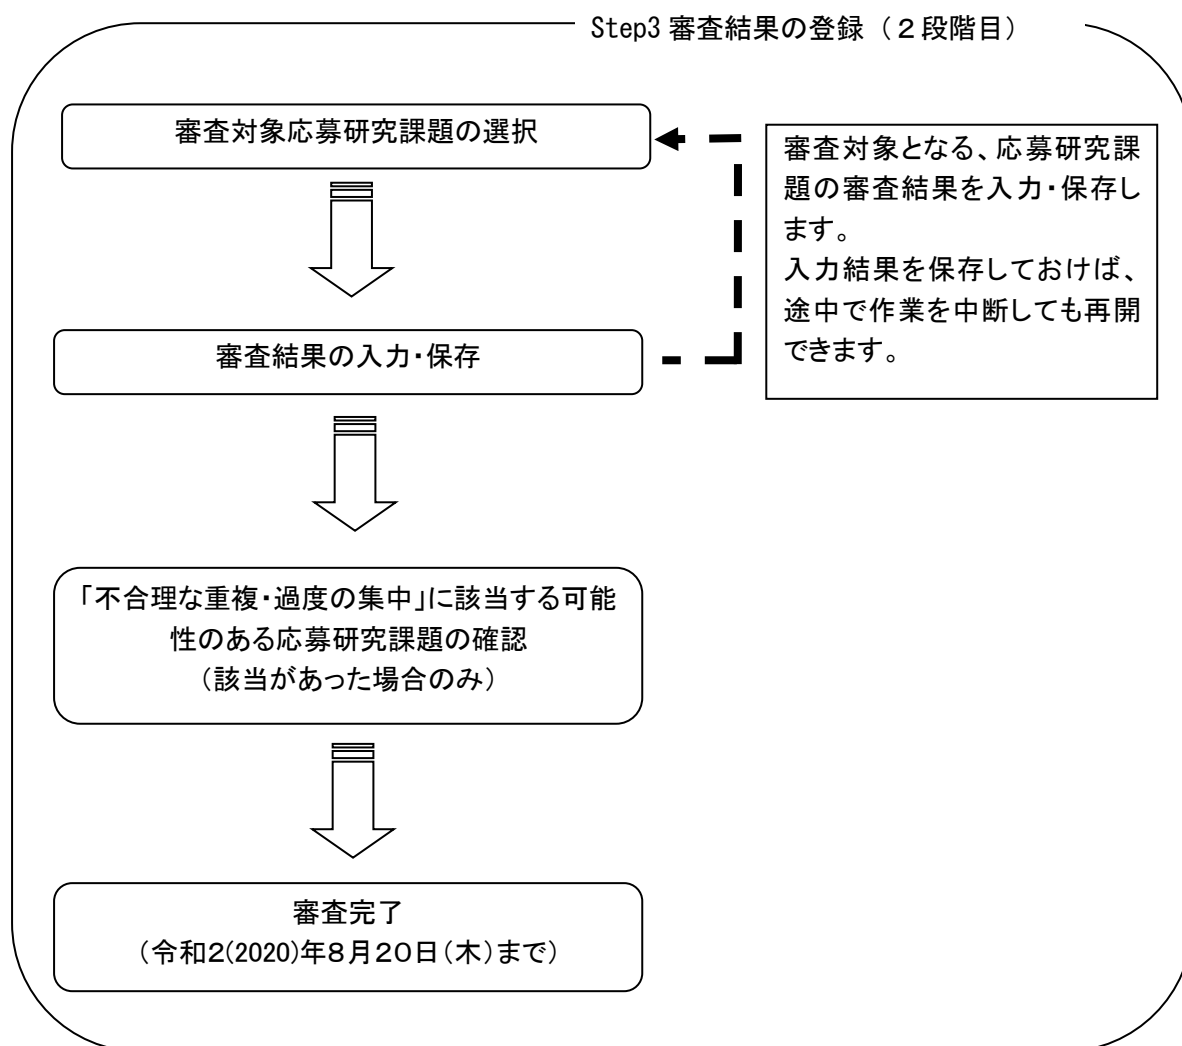 Step3 審査結果の登録（２段階目）
審査対象応募研究課題の選択
審査対象となる、応募研究課
題の審査結果を入力・保存し
ます。
入力結果を保存しておけば、
途中で作業を中断しても再開
できます。
審査結果の入力・保存
「不合理な重複・過度の集中」に該当する可能
性のある応募研究課題の確認
（該当があった場合のみ）
審査完了
（令和２(2020)年８月２０日（木）まで）